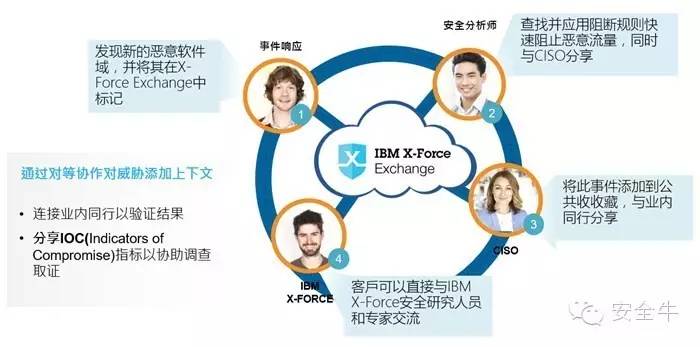 发现新的恶意软件
域，并将其在X-
Force Exchange中
标记
事件响应
1
安全分析师
2
查找并应用阻断规则快
速阻止恶意流量，同时
与CISO分享
IBM X-Force
Exchange
通过对等协作对威胁添加上下文
• 连接业内同行以验证结果
• 分享IOC(Indicators of
Compromise)指标以协助调查
取证
3
CISO
将此事件添加到公
共收收藏，与业内
同行分享
4
IBM
X-FORCE
客戶可以直接与IBM
X-Force安全研究人员
和专家交流
安全牛